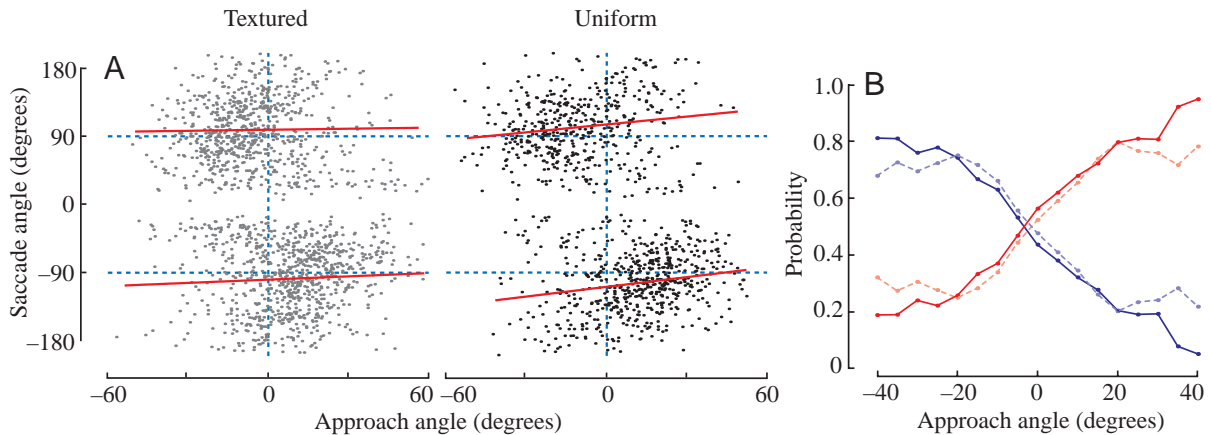 Textured
Uniform
A
Saccade angle (degrees)
180
90
0
–90
–180
–60
0
60
–60
0
60
Approach angle (degrees)
B
Probability
1.0
0.8
0.6
0.4
0.2
0
–40
–20
0
20
40
Approach angle (degrees)